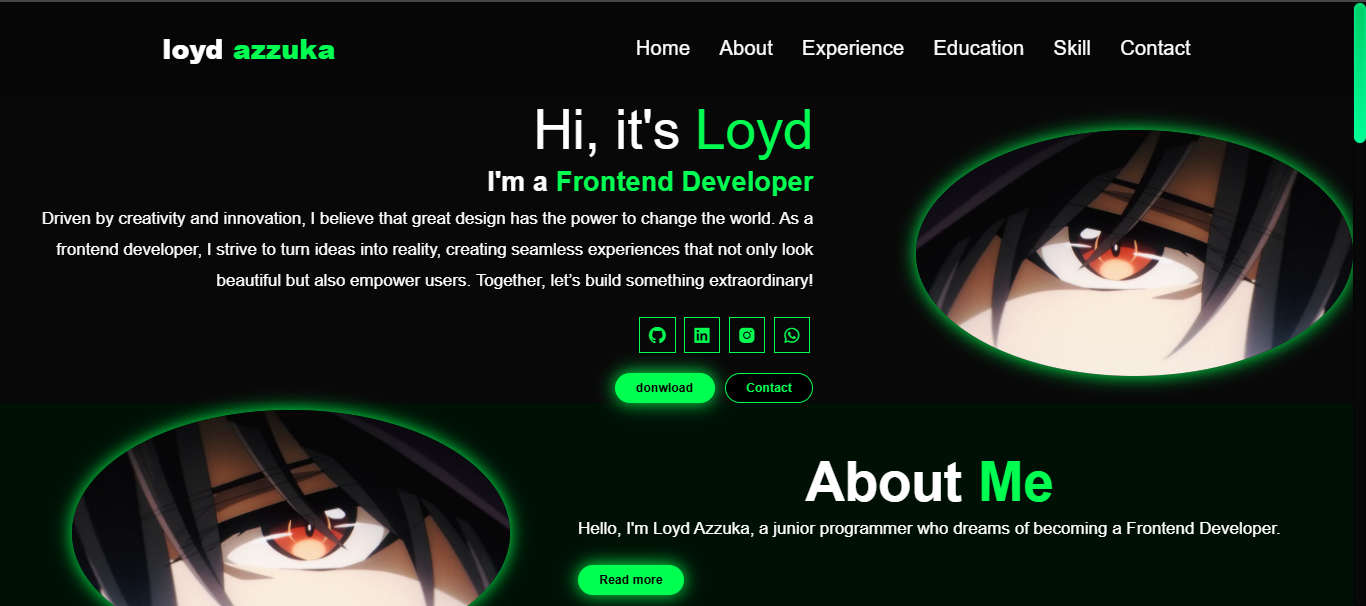 loyd azzuka
Home About Experience Education Skill Contact
Hi, it's Loyd
I'm a Frontend Developer
Driven by creativity and innovation, I believe that great design has the power to change the world. As a
frontend developer, I strive to turn ideas into reality, creating seamless experiences that not only look
beautiful but also empower users. Together, let’s build something extraordinary!
in
donwload Contact
About Me
Hello, I'm Loyd Azzuka, a junior programmer who dreams of becoming a Frontend Developer.
Read more